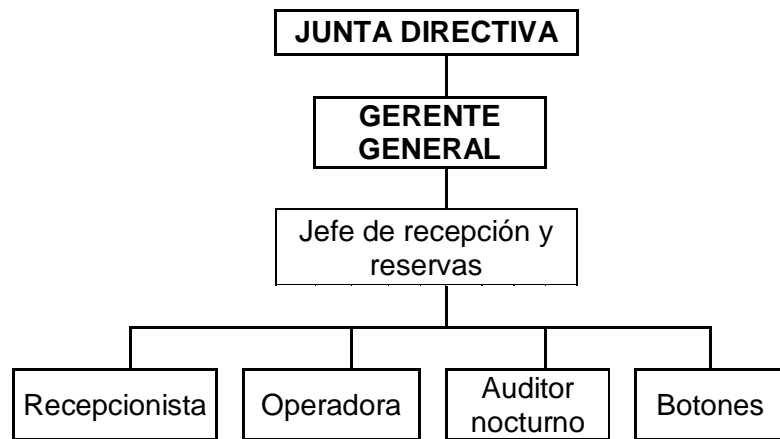 JUNTA DIRECTIVA
GERENTE
GENERAL
Jefe de recepción y
reservas
Recepcionista
Operadora
Auditor
nocturno
Botones